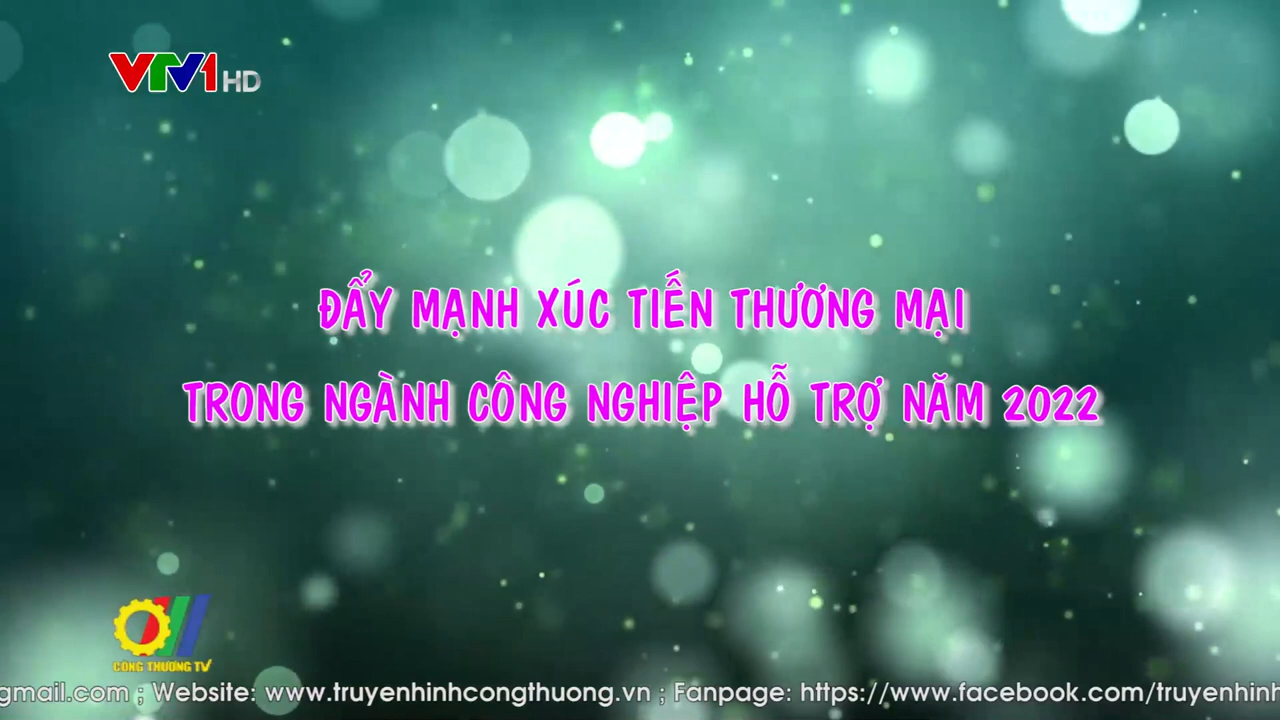 VTV1 HD
ĐẨY MẠNH XÚC TIẾN THƯƠNG MẠI
TRONG NGÀNH CÔNG NGHIỆP HỖ TRỢ NĂM 2022
CÔNG THƯƠNG TV
gmail.com ; Website: www.truyenhinhcongthuong.vn ; Fanpage: https://www.facebook.com/truyenhinh